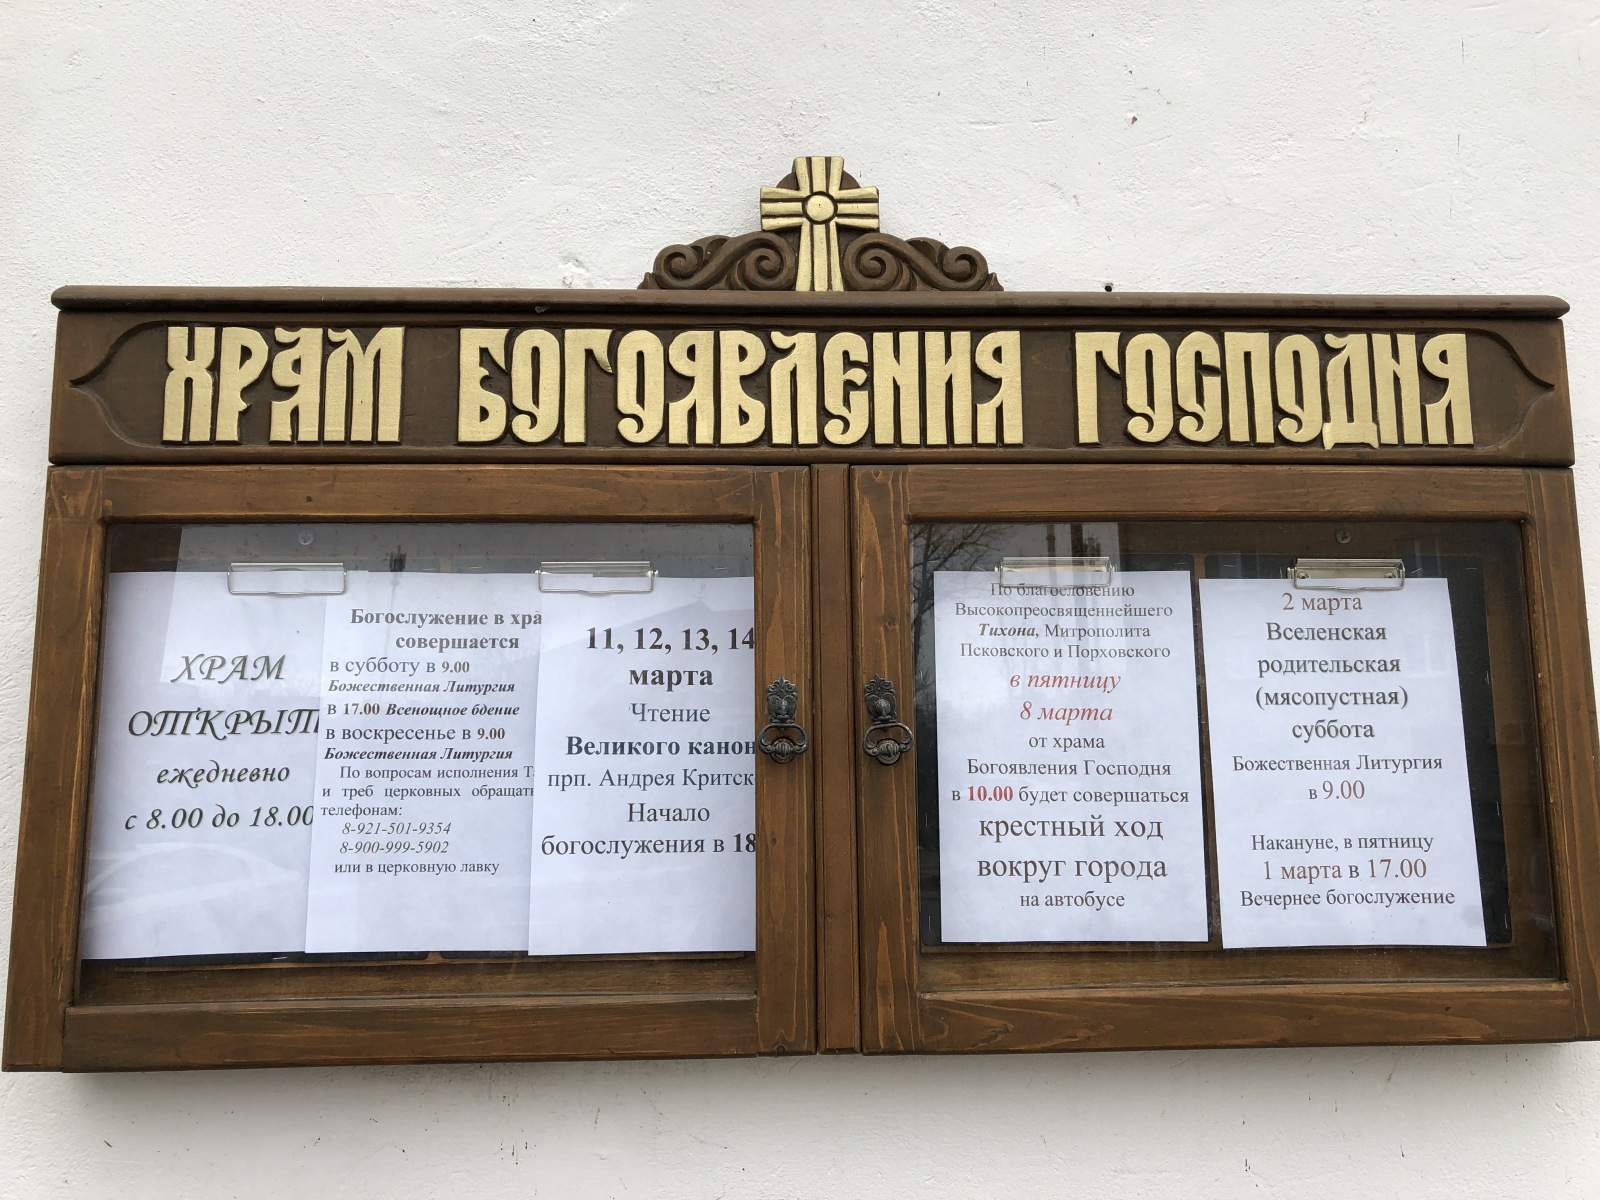 ХРАМ БОГОЯВЛЕНИЯ ГОСПОДНЯ
ХРАМ
ОТКРЫТ
ежедневно
с 8.00 до 18.00
Богослужение в хра
совершается
в субботу в 9.00
Божественная Литургия
в 17.00 Всенощное бдение
в воскресенье в 9.00
Божественная Литургия
По вопросам исполнения Т
и треб церковных обращат
телефонам:
8-921-501-9354
8-900-999-5902
или в церковную лавку
11, 12, 13, 14
марта
Чтение
Великого канон
прп. Андрея Критск
Начало
богослужения в 18
По благословению
Высокопреосвященнейшего
Тихона, Митрополита
Псковского и Порховского
в пятницу
8 марта
от храма
Богоявления Господня
в 10.00 будет совершаться
крестный ход
вокруг города
на автобусе
2 марта
Вселенская
родительская
(мясопустная)
суббота
Божественная Литургия
в 9.00
Накануне, в пятницу
1 марта в 17.00
Вечернее богослужение